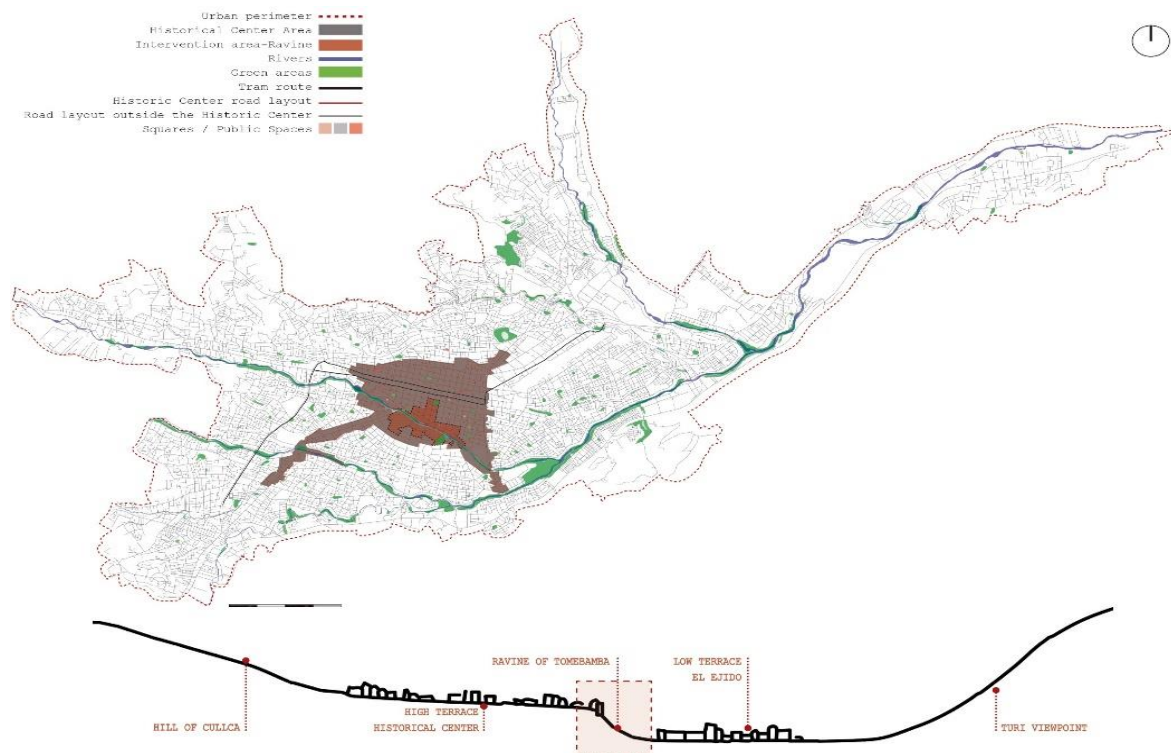 Urban perimeter
Historical Center Area
Intervention area-Ravine
Rivers
Green areas
Tram route
Historic Center road layout
Road layout outside the Historic Center
Squares / Public Spaces
RAVINE OF TOMEBAMBA
LOW TERRACE
EL EJIDO
HIGH TERRACE
HISTORICAL CENTER
HILL OF CULLCA
TURI VIEWPOINT